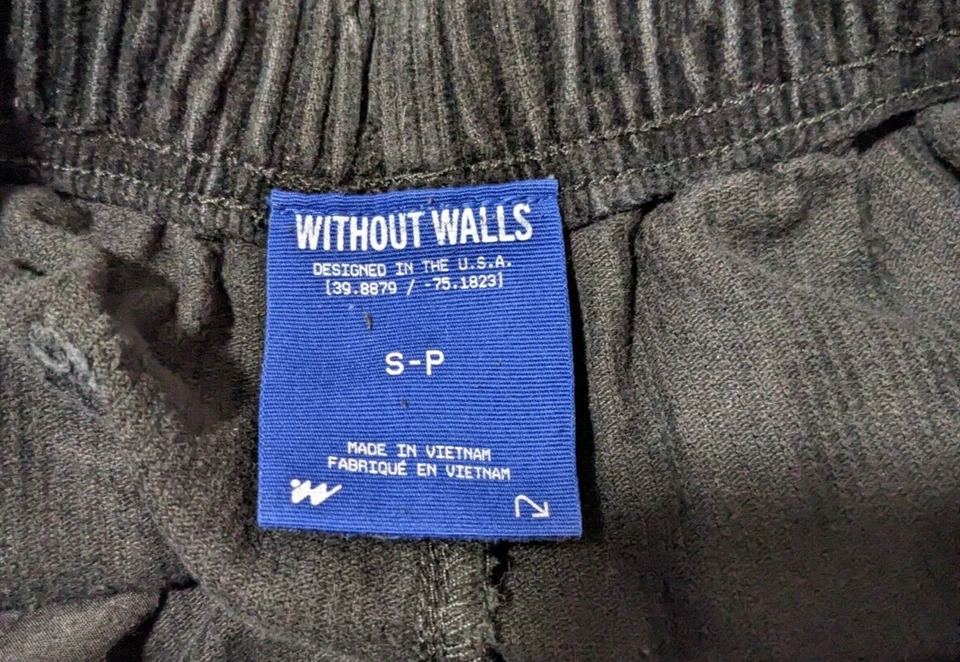 WITHOUT WALLS
DESIGNED IN THE U.S.A.
[39.8879 / -75.1823]
S-P
MADE IN VIETNAM
FABRIQUÉ EN VIETNAM